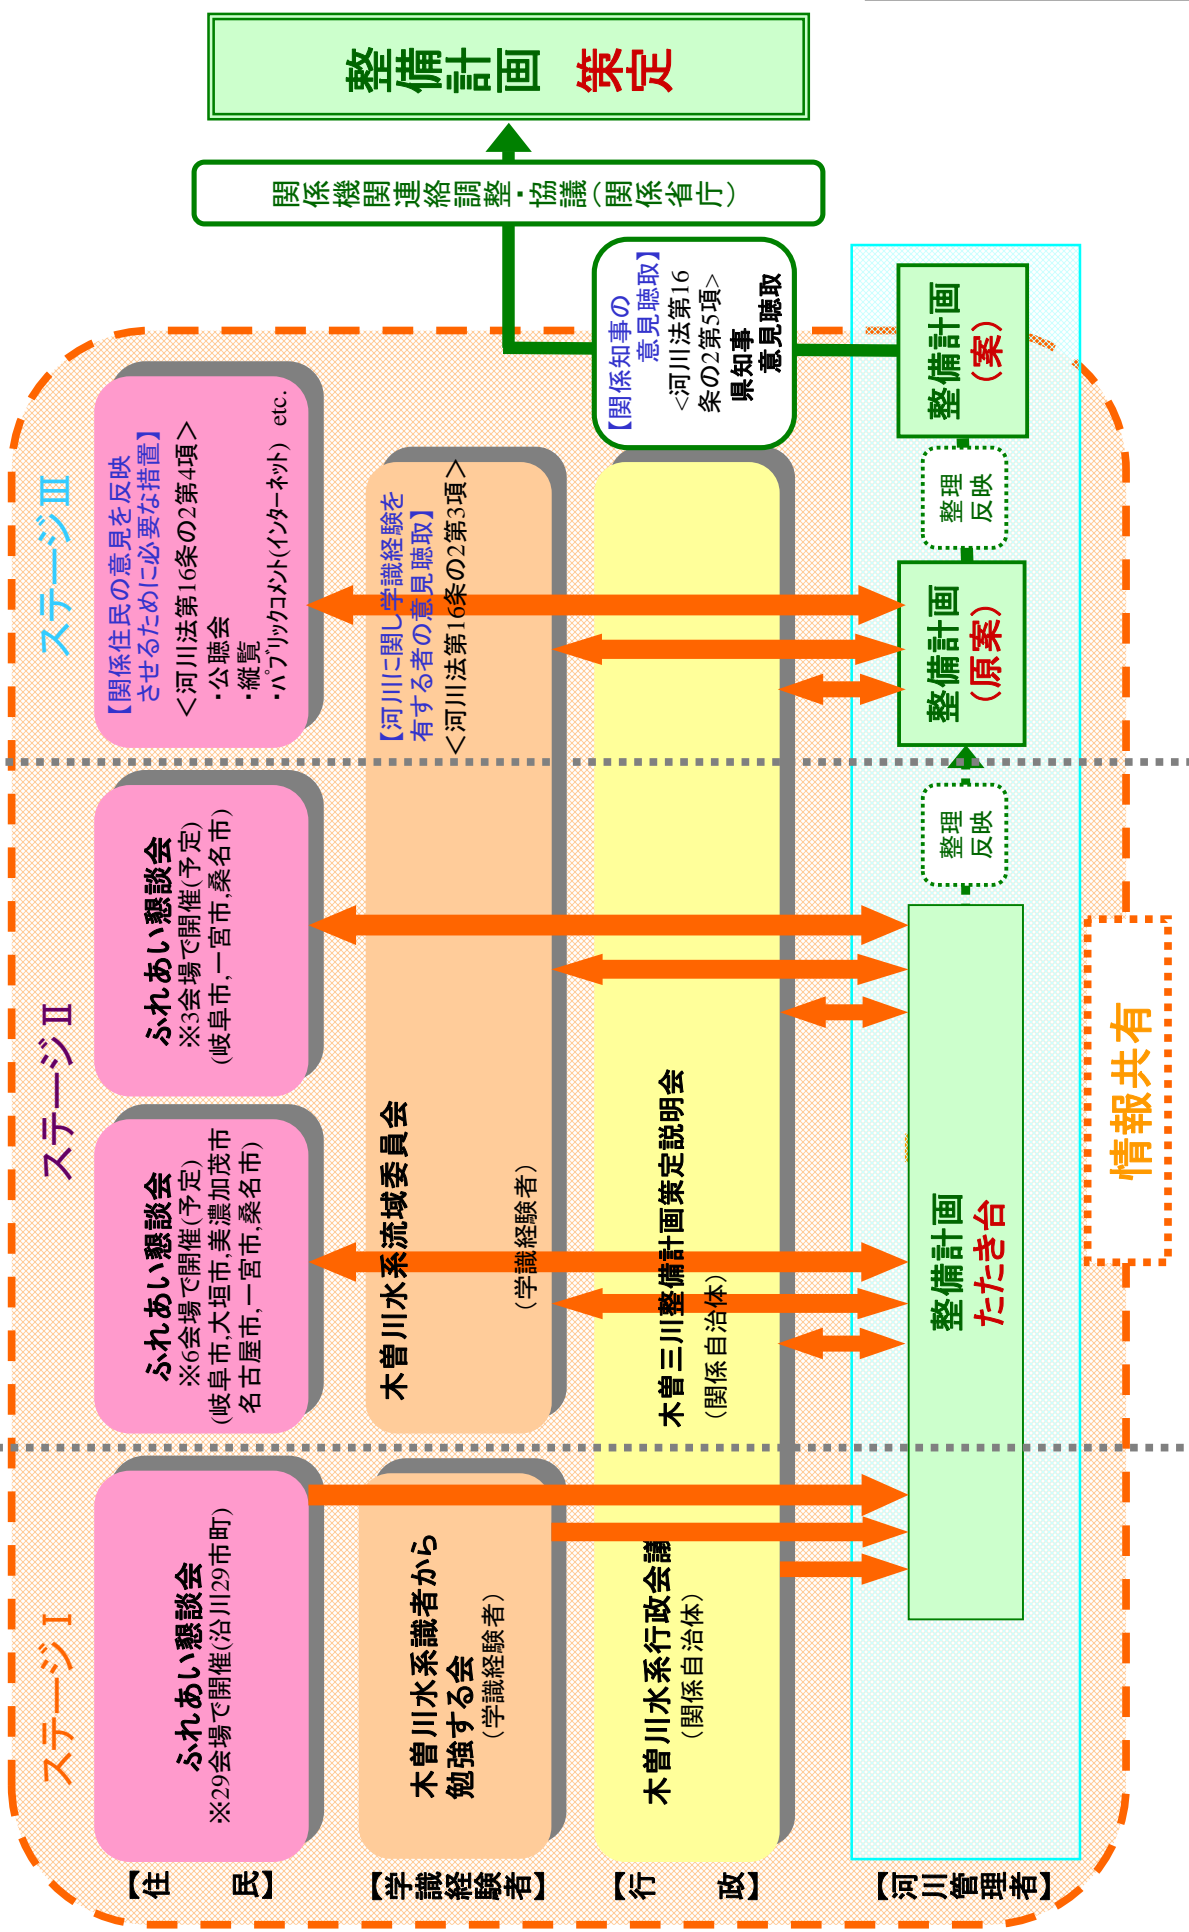 ステージⅠ
ステージⅡ
ステージⅢ
【住　　民】
ふれあい懇談会
※29会場で開催(沿川29市町)
ふれあい懇談会
※6会場で開催(予定)
(岐阜市,大垣市,美濃加茂市
名古屋市,一宮市,桑名市)
ふれあい懇談会
※3会場で開催(予定)
(岐阜市,一宮市,桑名市)
【関係住民の意見を反映
させるために必要な措置】
＜河川法第16条の2第4項＞
・公聴会
・縦覧
・パブリックコメント(インターネット) etc.
【学識経験者】
木曽川水系識者から
勉強する会
（学識経験者）
木曽川水系流域委員会
（学識経験者）
【河川に関し学識経験を
有する者の意見聴取】
＜河川法第16条の2第3項＞
【行　　政】
木曽川水系行政会議
（関係自治体）
木曽三川整備計画策定説明会
（関係自治体）
【関係知事の
意見聴取】
<河川法第16
条の2第5項>
県知事
意見聴取
【河川管理者】
整備計画
たたき台
整理
反映
整備計画
（原案）
整理
反映
整備計画
（案）
関係機関連絡調整・協議（関係省庁）
整備計画 策定
情報共有